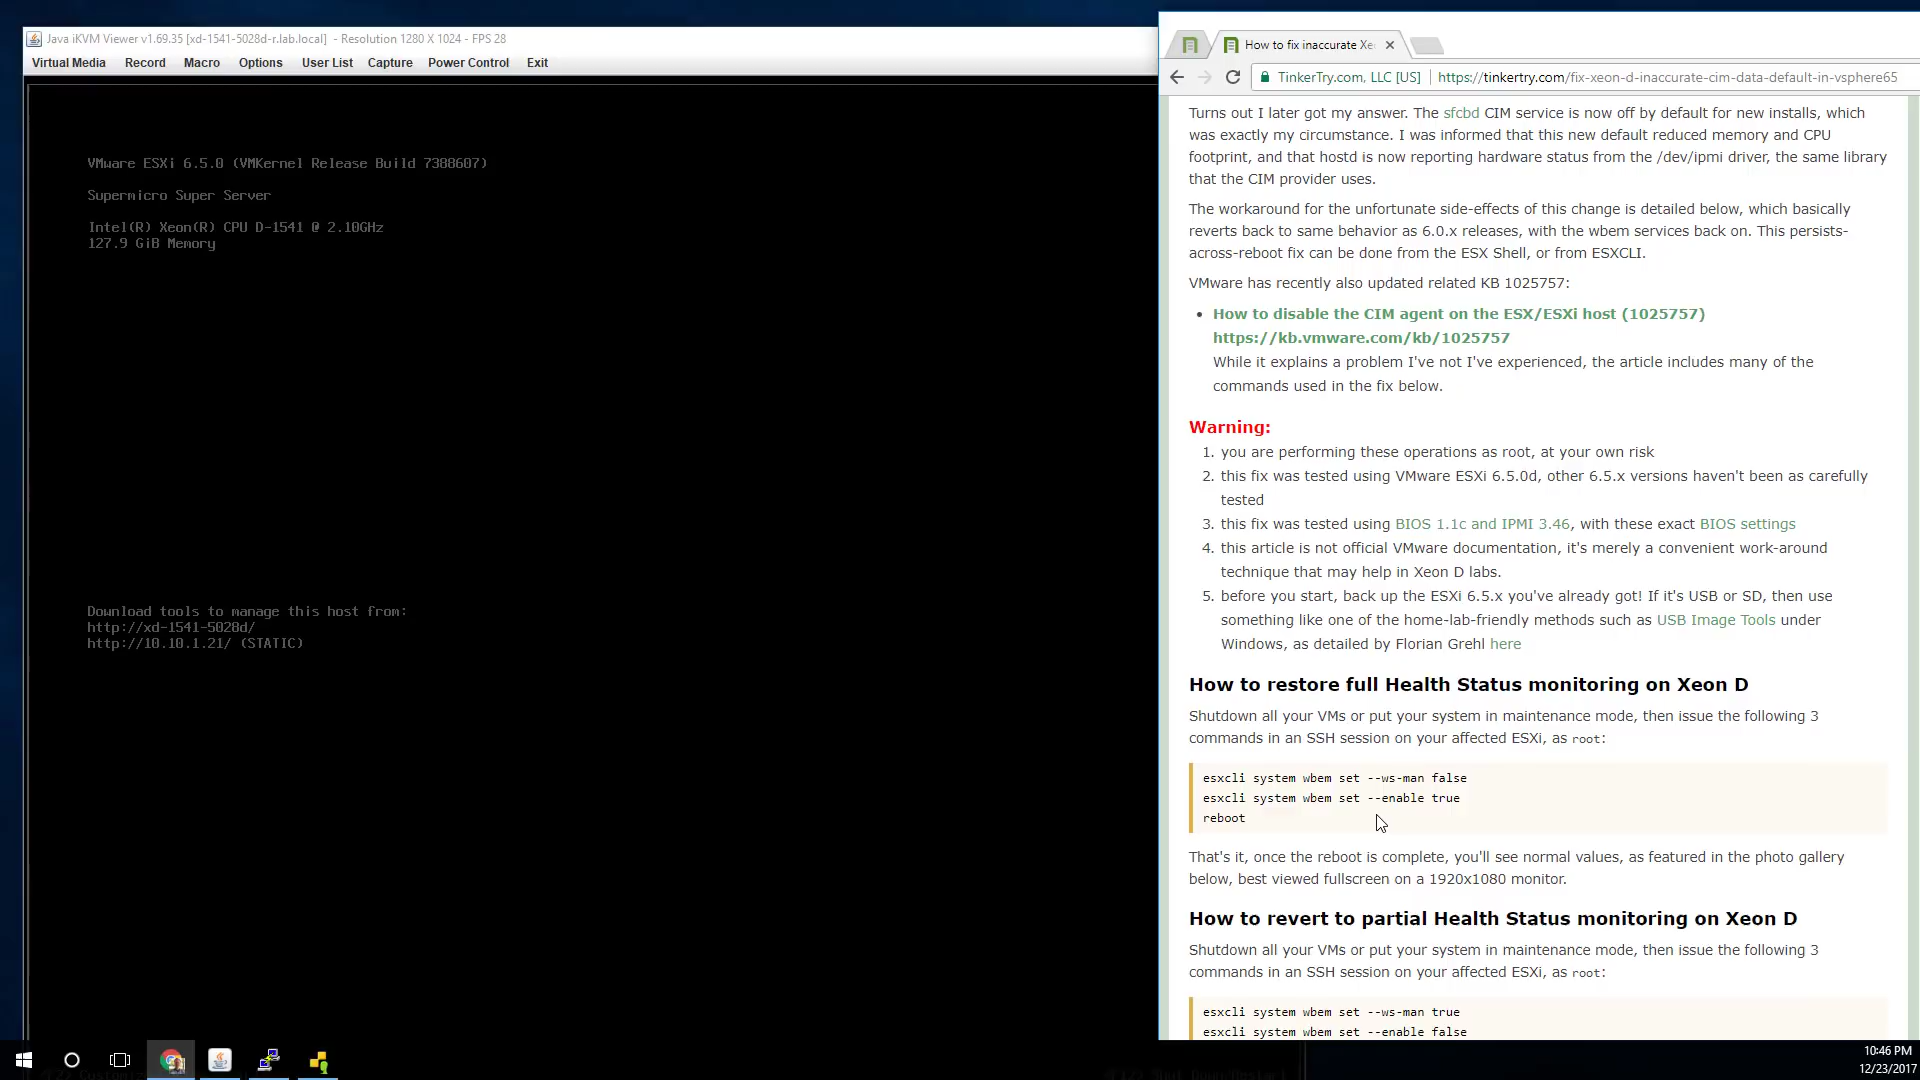 Java iKVM Viewer v1.69.35 [xd-1541-5028d-r.lab.local]  - Resolution 1280 X 1024 - FPS 28
Virtual Media Record Macro Options User List Capture Power Control Exit
VMware ESXi 6.5.0 (VMKernel Release Build 7388607)
Supermicro Super Server
Intel(R) Xeon(R) CPU D-1541 @ 2.10GHz
127.9 GiB Memory
Download tools to manage this host from:
http://xd-1541-5028d/
http://10.10.1.21/ (STATIC)
How to fix inaccurate Xe
TinkerTry.com, LLC [US] https://tinkertry.com/fix-xeon-d-inaccurate-cim-data-default-in-vsphere65
Turns out I later got my answer. The sfcbd CIM service is now off by default for new installs, which
was exactly my circumstance. I was informed that this new default reduced memory and CPU
footprint, and that hostd is now reporting hardware status from the /dev/ipmi driver, the same library
that the CIM provider uses.
The workaround for the unfortunate side-effects of this change is detailed below, which basically
reverts back to same behavior as 6.0.x releases, with the wbem services back on. This persists-
across-reboot fix can be done from the ESX Shell, or from ESXCLI.
VMware has recently also updated related KB 1025757:
• How to disable the CIM agent on the ESX/ESXi host (1025757)
https://kb.vmware.com/kb/1025757
While it explains a problem I've not I've experienced, the article includes many of the
commands used in the fix below.
Warning:
1. you are performing these operations as root, at your own risk
2. this fix was tested using VMware ESXi 6.5.0d, other 6.5.x versions haven't been as carefully
tested
3. this fix was tested using BIOS 1.1c and IPMI 3.46, with these exact BIOS settings
4. this article is not official VMware documentation, it's merely a convenient work-around
technique that may help in Xeon D labs.
5. before you start, back up the ESXi 6.5.x you've already got! If it's USB or SD, then use
something like one of the home-lab-friendly methods such as USB Image Tools under
Windows, as detailed by Florian Grehl here
How to restore full Health Status monitoring on Xeon D
Shutdown all your VMs or put your system in maintenance mode, then issue the following 3
commands in an SSH session on your affected ESXi, as root:
esxcli system wbem set --ws-man false
esxcli system wbem set --enable true
reboot
That's it, once the reboot is complete, you'll see normal values, as featured in the photo gallery
below, best viewed fullscreen on a 1920x1080 monitor.
How to revert to partial Health Status monitoring on Xeon D
Shutdown all your VMs or put your system in maintenance mode, then issue the following 3
commands in an SSH session on your affected ESXi, as root:
esxcli system wbem set --ws-man true
esxcli system wbem set --enable false
10:46 PM
12/23/2017